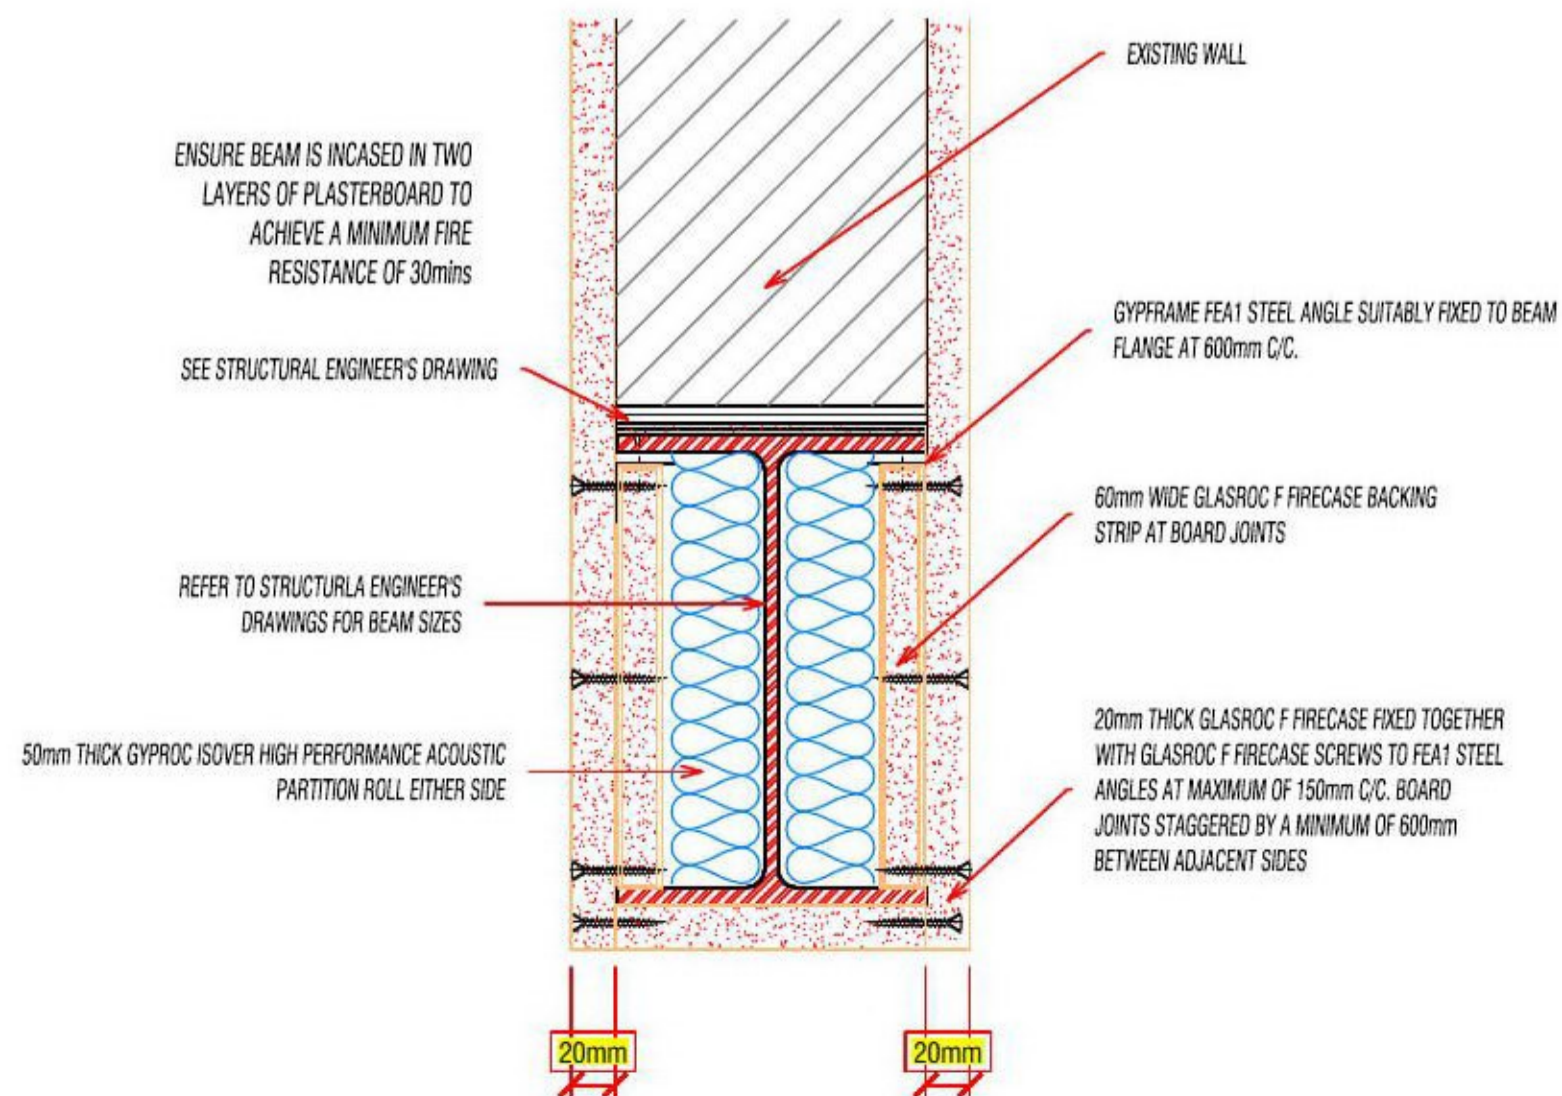 EXISTING WALL
ENSURE BEAM IS INCASED IN TWO
LAYERS OF PLASTERBOARD TO
ACHIEVE A MINIMUM FIRE
RESISTANCE OF 30mins
GYPFRAME FEA1 STEEL ANGLE SUITABLY FIXED TO BEAM
FLANGE AT 600mm C/C.
SEE STRUCTURAL ENGINEER'S DRAWING
60mm WIDE GLASROC F FIRECASE BACKING
STRIP AT BOARD JOINTS
REFER TO STRUCTURLA ENGINEER'S
DRAWINGS FOR BEAM SIZES
20mm THICK GLASROC F FIRECASE FIXED TOGETHER
WITH GLASROC F FIRECASE SCREWS TO FEA1 STEEL
ANGLES AT MAXIMUM OF 150mm C/C. BOARD
JOINTS STAGGERED BY A MINIMUM OF 600mm
BETWEEN ADJACENT SIDES
50mm THICK GYPROC ISOVER HIGH PERFORMANCE ACOUSTIC
PARTITION ROLL EITHER SIDE
20mm
20mm